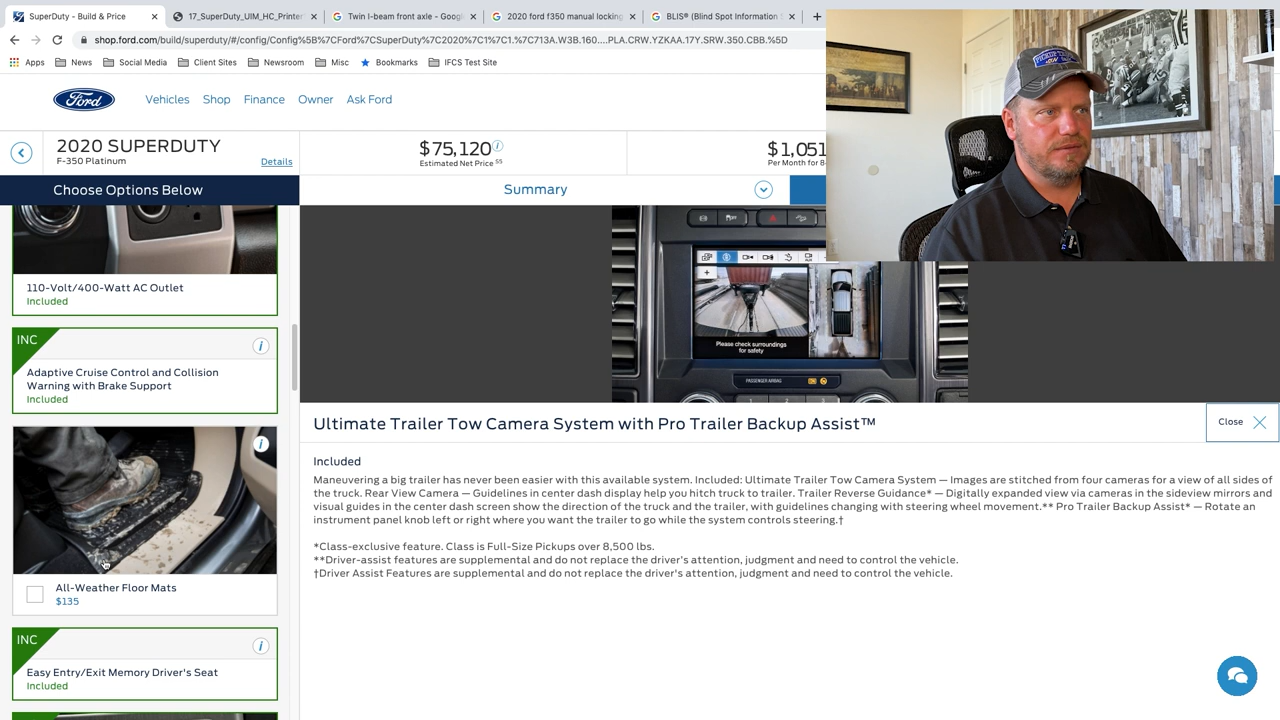 SuperDuty - Build & Price
17_SuperDuty_UIM_HC_Printer
Twin I-beam front axle - Goog
2020 ford f350 manual locking
BLIS® (Blind Spot Information S
shop.ford.com/build/superduty/#/config/Config%5B%7CFord%7CSuperDuty%7C2020%7C1%7C1.%7C713A.W3B.160....PLA.CRW.YZKAA.17Y.SRW.350.CBB.%5D
Apps
News
Social Media
Client Sites
Newsroom
Misc
Bookmarks
IFCS Test Site
Ford
Vehicles
Shop
Finance
Owner
Ask Ford
2020 SUPERDUTY
F-350 Platinum
Details
$75,120
Estimated Net Price
$1,051
Per Month for 8
Choose Options Below
Summary
110-Volt/400-Watt AC Outlet
Included
INC
Adaptive Cruise Control and Collision
Warning with Brake Support
Included
All-Weather Floor Mats
$135
INC
Easy Entry/Exit Memory Driver's Seat
Included
Please check surroundings
for safety
PASSENGER AIRBAG
1 2 3
Ultimate Trailer Tow Camera System with Pro Trailer Backup Assist™
Close
Included
Maneuvering a big trailer has never been easier with this available system. Included: Ultimate Trailer Tow Camera System — Images are stitched from four cameras for a view of all sides of
the truck. Rear View Camera — Guidelines in center dash display help you hitch truck to trailer. Trailer Reverse Guidance* — Digitally expanded view via cameras in the sideview mirrors and
visual guides in the center dash screen show the direction of the truck and the trailer, with guidelines changing with steering wheel movement.** Pro Trailer Backup Assist* — Rotate an
instrument panel knob left or right where you want the trailer to go while the system controls steering.†
*Class-exclusive feature. Class is Full-Size Pickups over 8,500 lbs.
**Driver-assist features are supplemental and do not replace the driver's attention, judgment and need to control the vehicle.
†Driver Assist Features are supplemental and do not replace the driver's attention, judgment and need to control the vehicle.